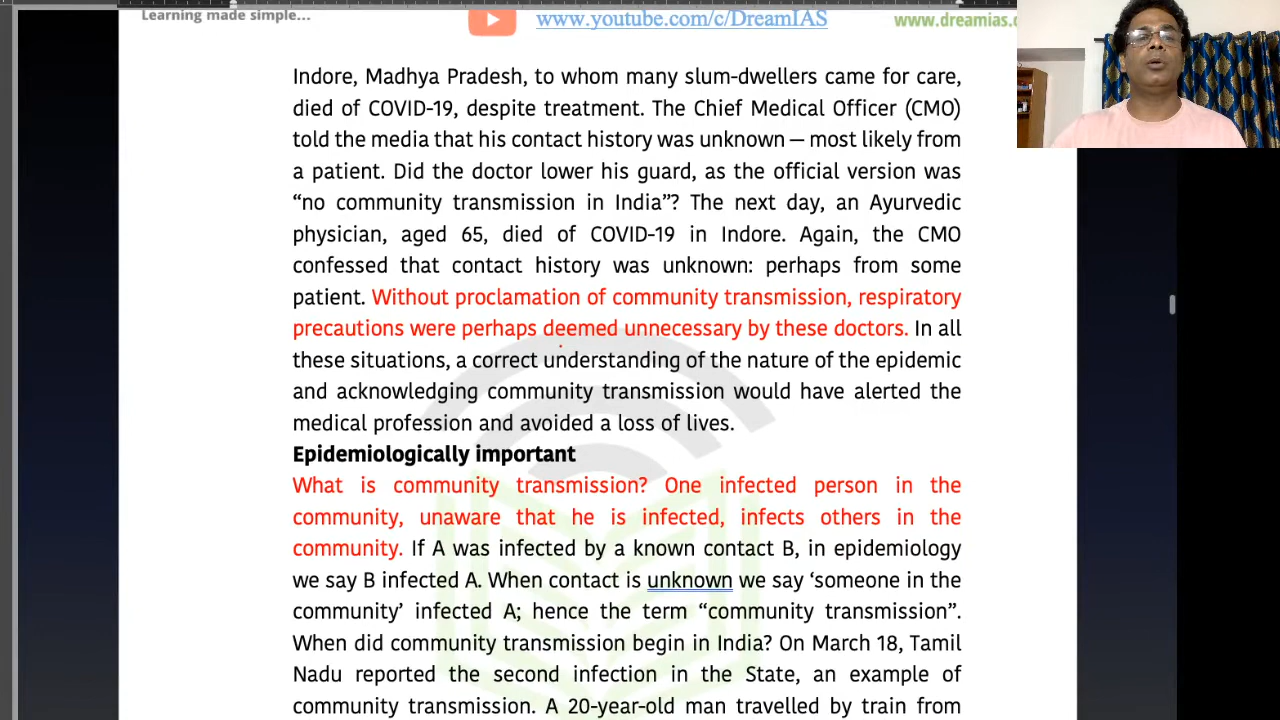 Learning made simple...
www.youtube.com/c/DreamIAS
www.dreamias.
Indore, Madhya Pradesh, to whom many slum-dwellers came for care,
died of COVID-19, despite treatment. The Chief Medical Officer (CMO)
told the media that his contact history was unknown — most likely from
a patient. Did the doctor lower his guard, as the official version was
“no community transmission in India”? The next day, an Ayurvedic
physician, aged 65, died of COVID-19 in Indore. Again, the CMO
confessed that contact history was unknown: perhaps from some
patient. Without proclamation of community transmission, respiratory
precautions were perhaps deemed unnecessary by these doctors. In all
these situations, a correct understanding of the nature of the epidemic
and acknowledging community transmission would have alerted the
medical profession and avoided a loss of lives.
Epidemiologically important
What is community transmission? One infected person in the
community, unaware that he is infected, infects others in the
community. If A was infected by a known contact B, in epidemiology
we say B infected A. When contact is unknown we say ‘someone in the
community’ infected A; hence the term “community transmission”.
When did community transmission begin in India? On March 18, Tamil
Nadu reported the second infection in the State, an example of
community transmission. A 20-year-old man travelled by train from